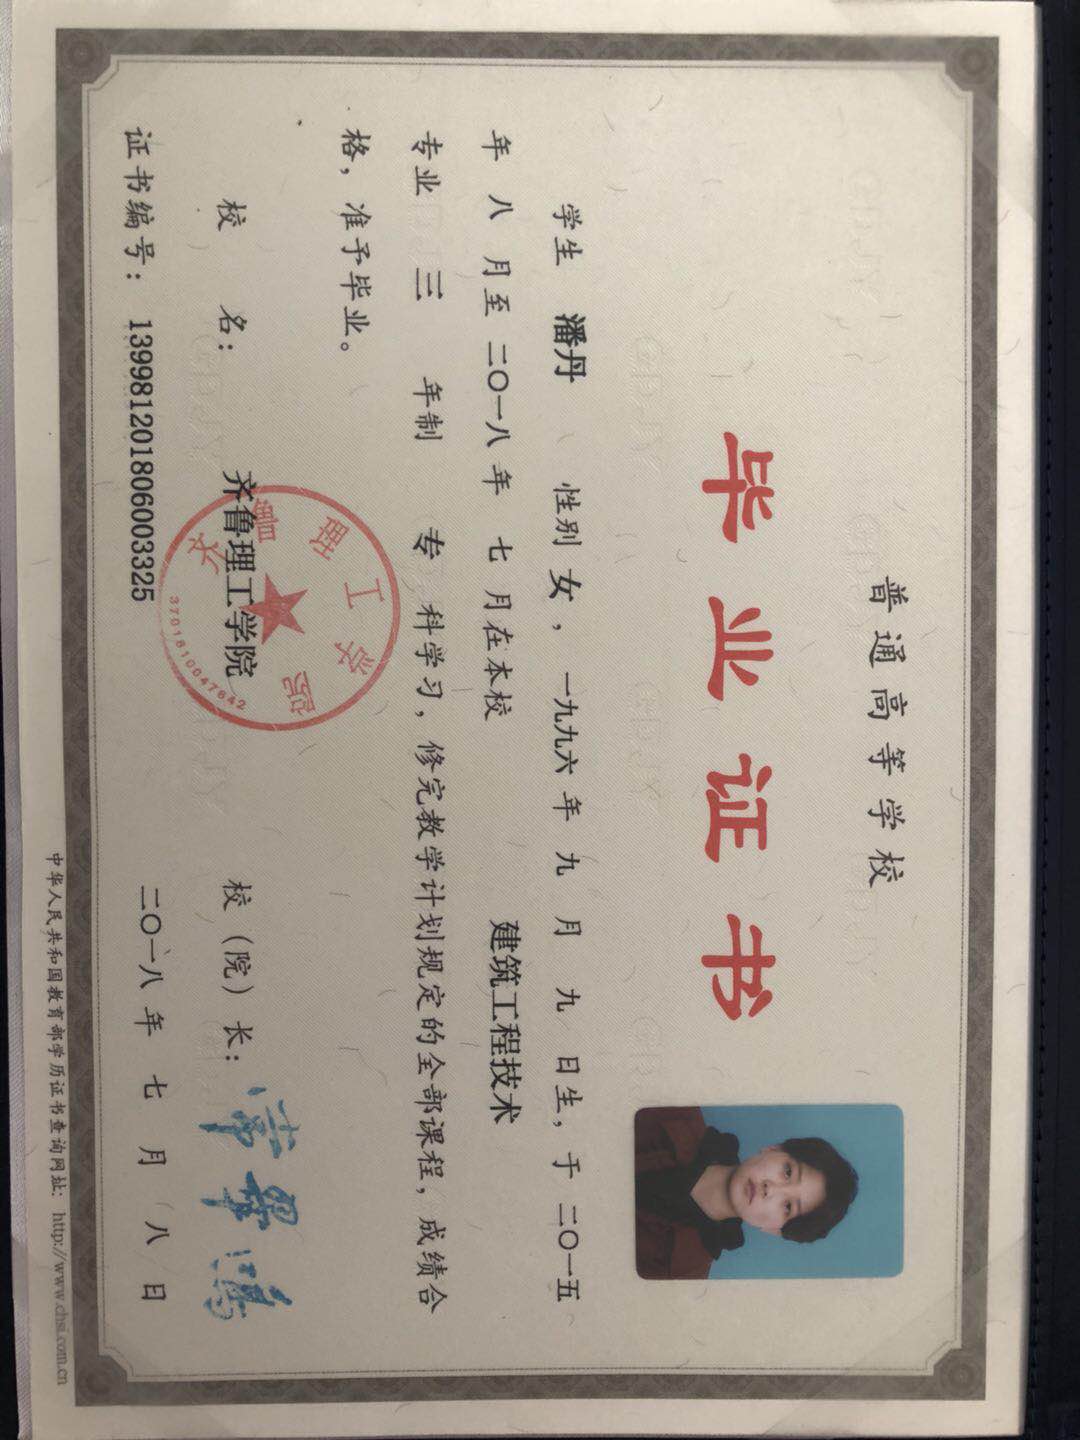 普通高等学校
毕业证书
学生 潘丹 性别 女，一九九六 年 九 月 九 日生，于 二〇一五
年 八 月至 二〇一八 年 七 月在本校 建筑工程技术
专业 三 年制 专 科学习，修完教学计划规定的全部课程，成绩合
格，准予毕业。
校 名： 齐鲁理工学院
校（院）长：
齐鲁理工学院
3701810047642
证书编号： 139981201806003325
二〇一八 年 七 月 八 日
中华人民共和国教育部学历证书查询网址: http://www.chsi.com.cn